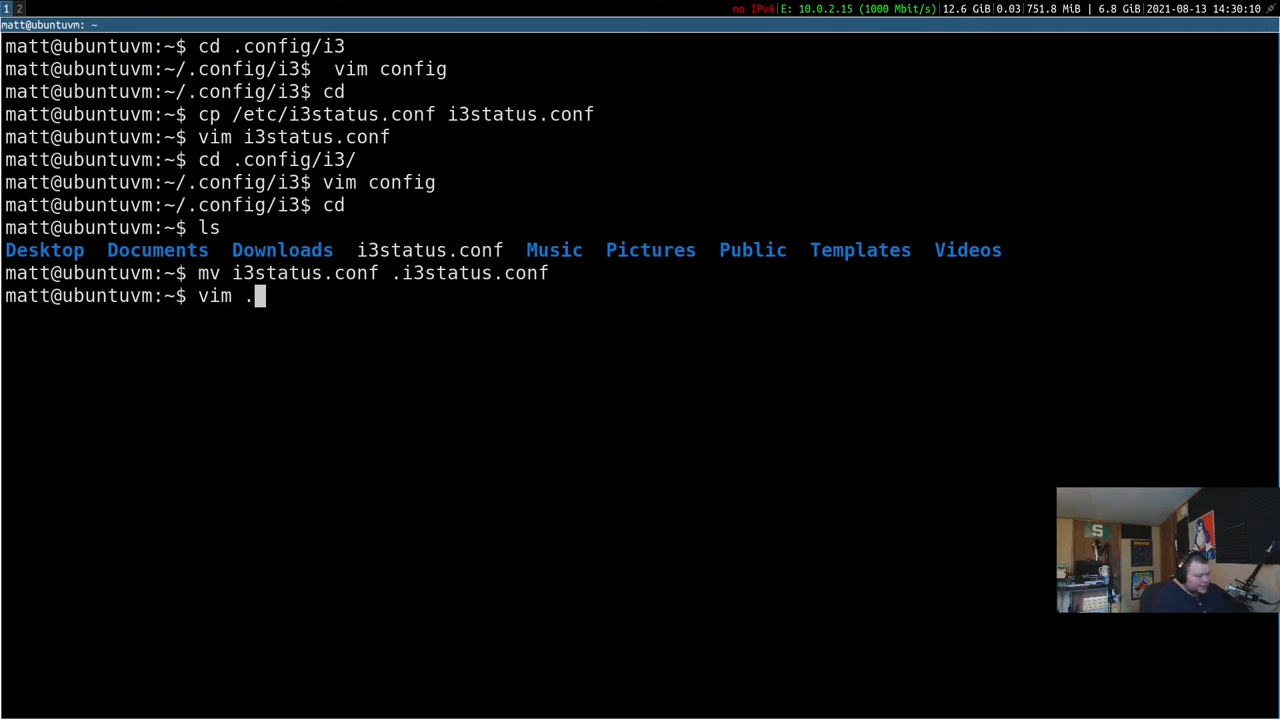 1 2 no IPv6|E: 10.0.2.15 (1000 Mbit/s)|12.6 GiB|0.03|751.8 MiB | 6.8 GiB|2021-08-13 14:30:10
matt@ubuntuvm: ~
matt@ubuntuvm:~$ cd .config/i3
matt@ubuntuvm:~/.config/i3$  vim config
matt@ubuntuvm:~/.config/i3$ cd
matt@ubuntuvm:~$ cp /etc/i3status.conf i3status.conf
matt@ubuntuvm:~$ vim i3status.conf
matt@ubuntuvm:~$ cd .config/i3/
matt@ubuntuvm:~/.config/i3$ vim config
matt@ubuntuvm:~/.config/i3$ cd
matt@ubuntuvm:~$ ls
Desktop  Documents  Downloads  i3status.conf  Music  Pictures  Public  Templates  Videos
matt@ubuntuvm:~$ mv i3status.conf .i3status.conf
matt@ubuntuvm:~$ vim .
S